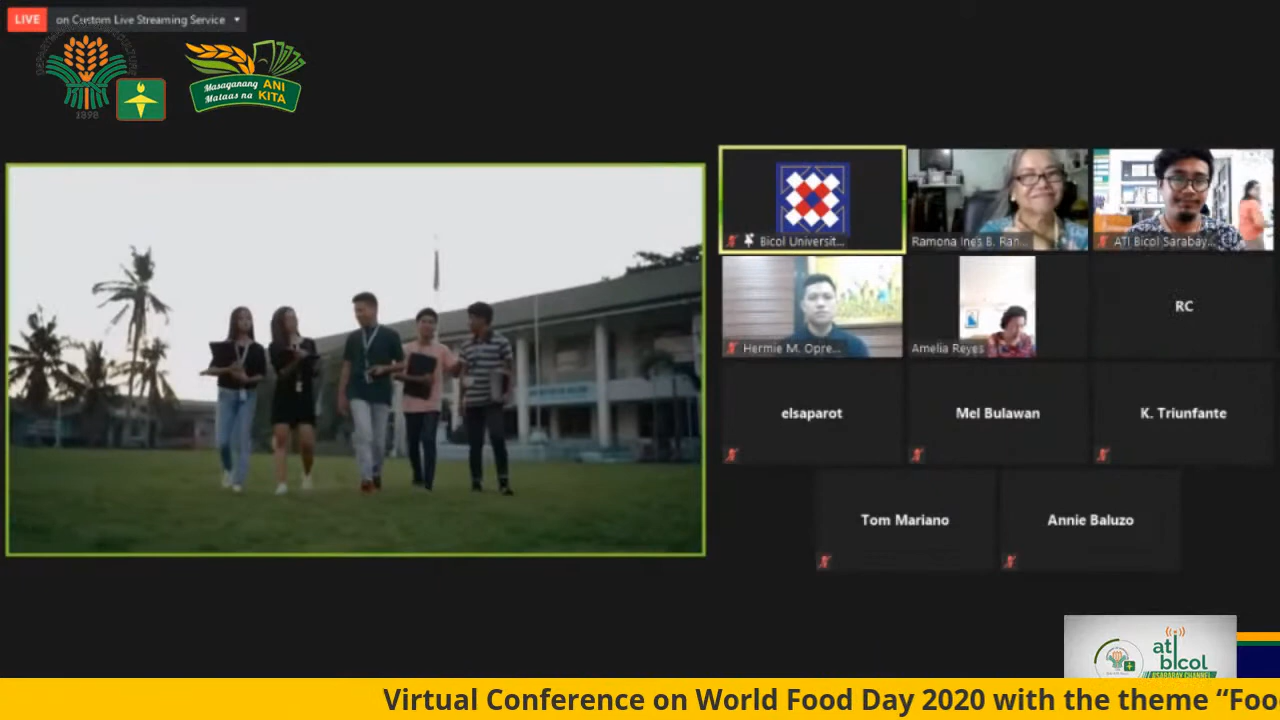 LIVE on Custom Live Streaming Service
1898
Masaganang ANI
Mataas na KITA
Bicol Universit...
Ramona Ines B. Ran...
ATI Bicol Sarabay...
Hermie M. Opre...
Amelia Reyes
RC
elsaparot
Mel Bulawan
K. Triunfante
Tom Mariano
Annie Baluzo
ati
bicol
Virtual Conference on World Food Day 2020 with the theme “Foo